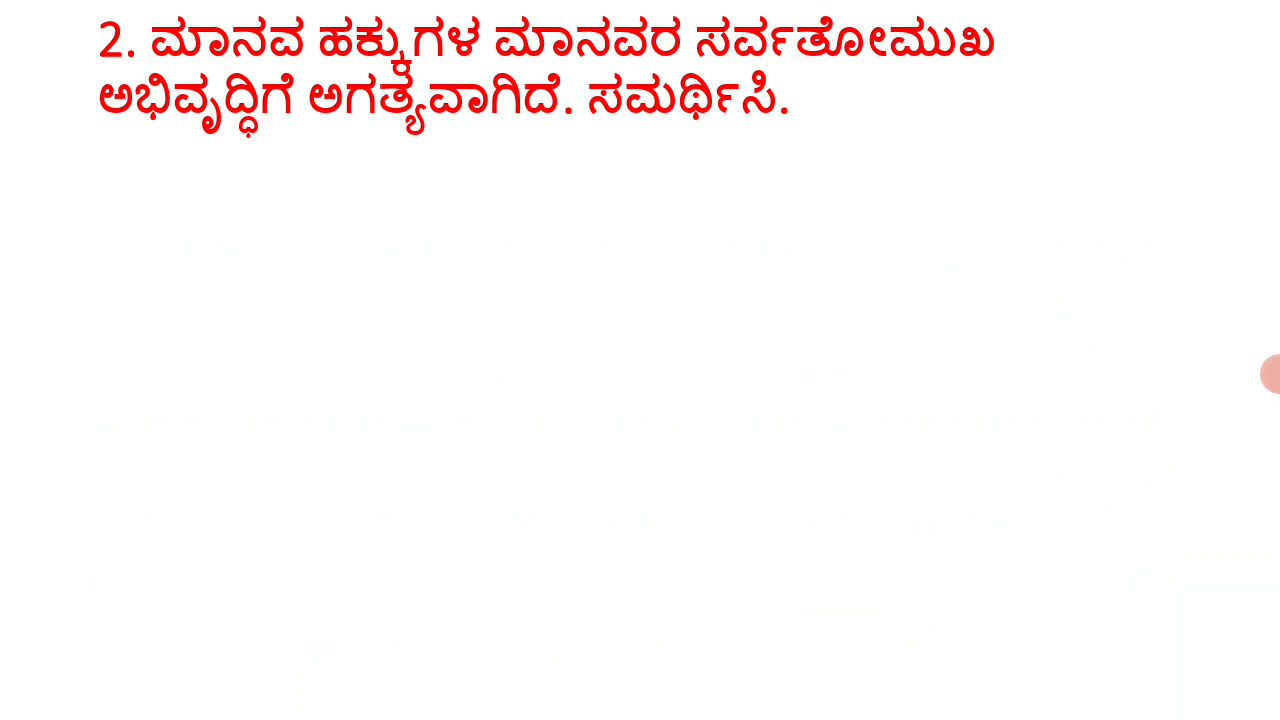 2. ಮಾನವ ಹಕ್ಕುಗಳ ಮಾನವರ ಸರ್ವತೋಮುಖ
ಅಭಿವೃದ್ಧಿಗೆ ಅಗತ್ಯವಾಗಿದೆ. ಸಮರ್ಥಿಸಿ.